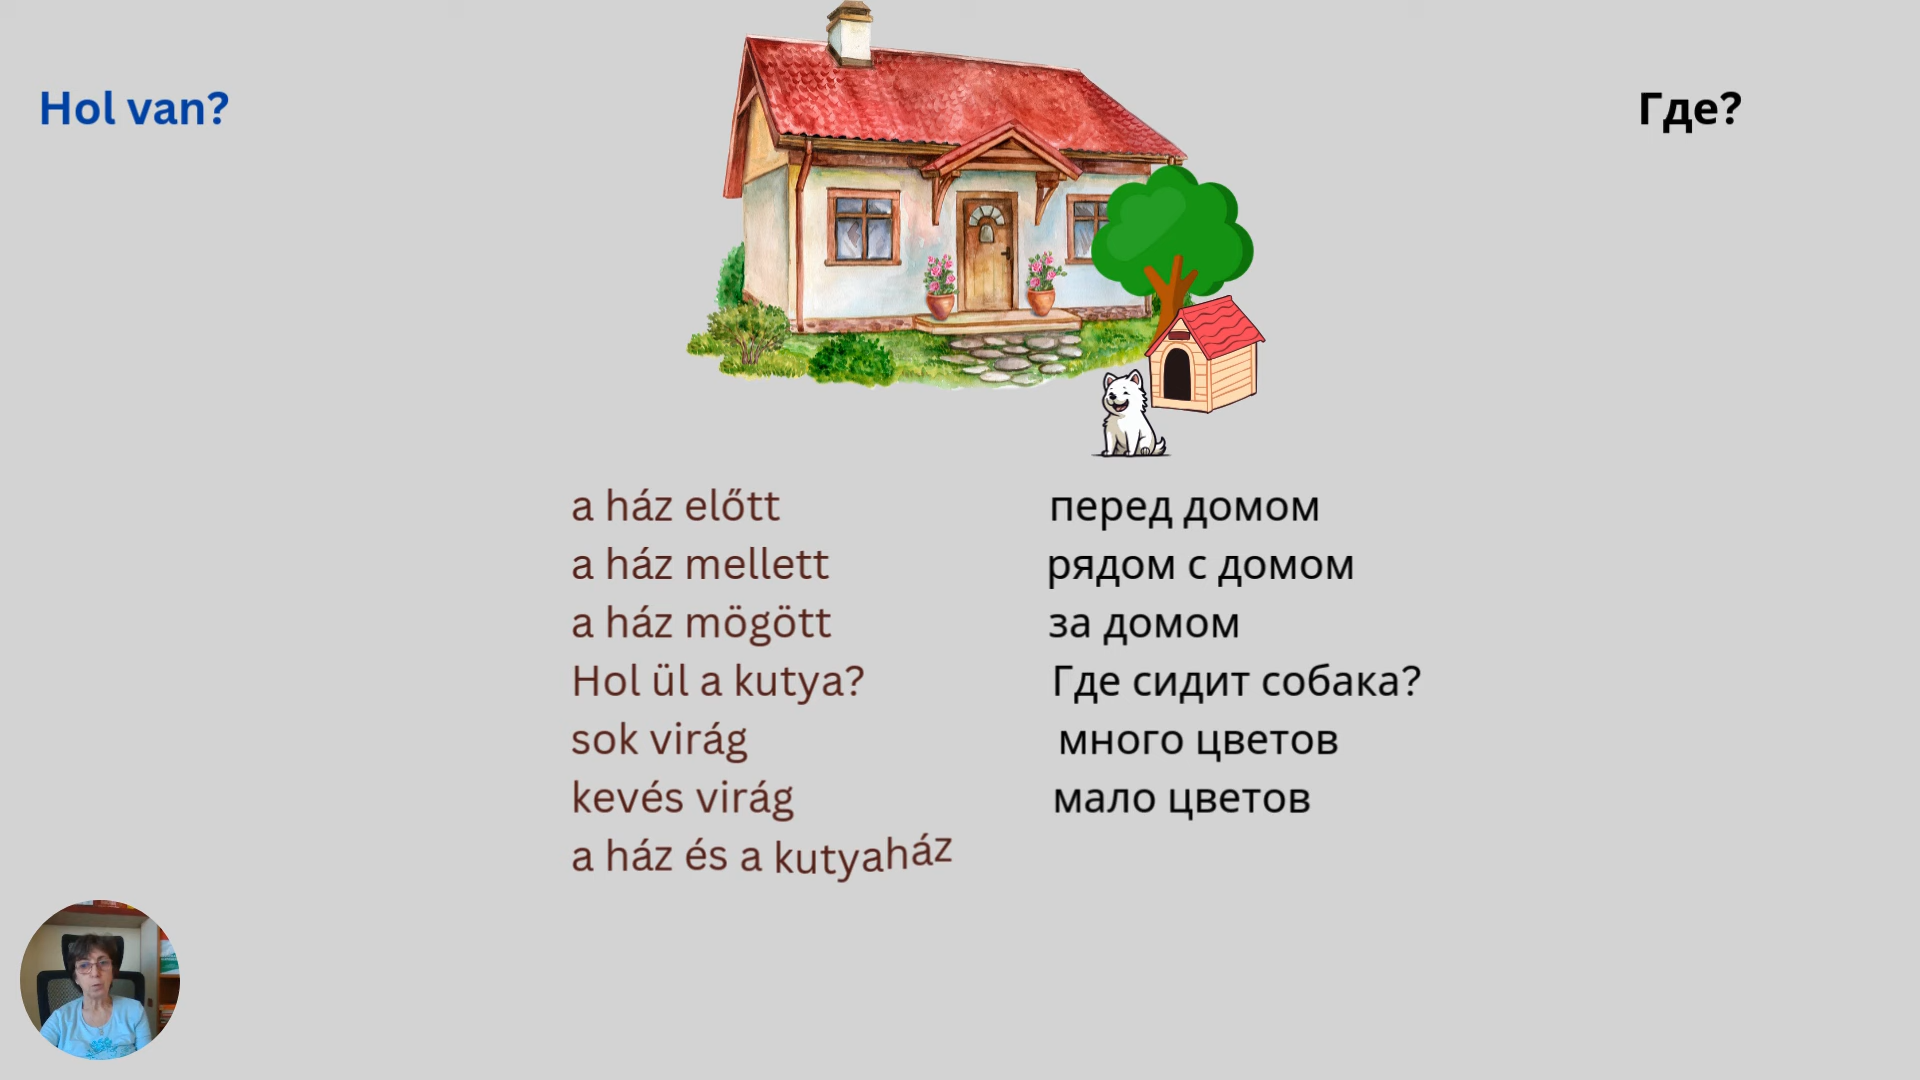 Hol van?
Где?
a ház előtt
перед домом
a ház mellett
рядом с домом
a ház mögött
за домом
Hol ül a kutya?
Где сидит собака?
sok virág
много цветов
kevés virág
мало цветов
a ház és a kutyaház